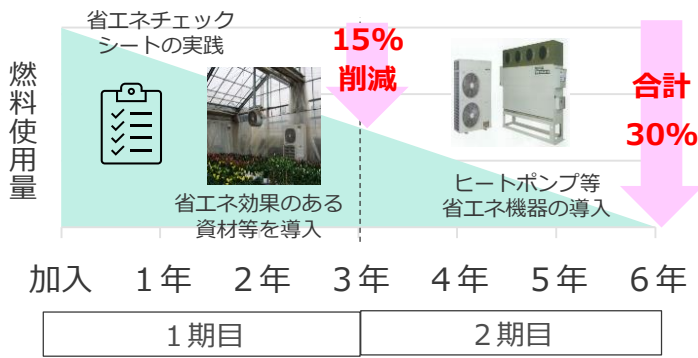 省エネチェック
シートの実践
15%
削減
合計
30%
燃料使用量
省エネ効果のある
資材等を導入
ヒートポンプ等
省エネ機器の導入
加入 1年 2年 3年 4年 5年 6年
1期目 2期目